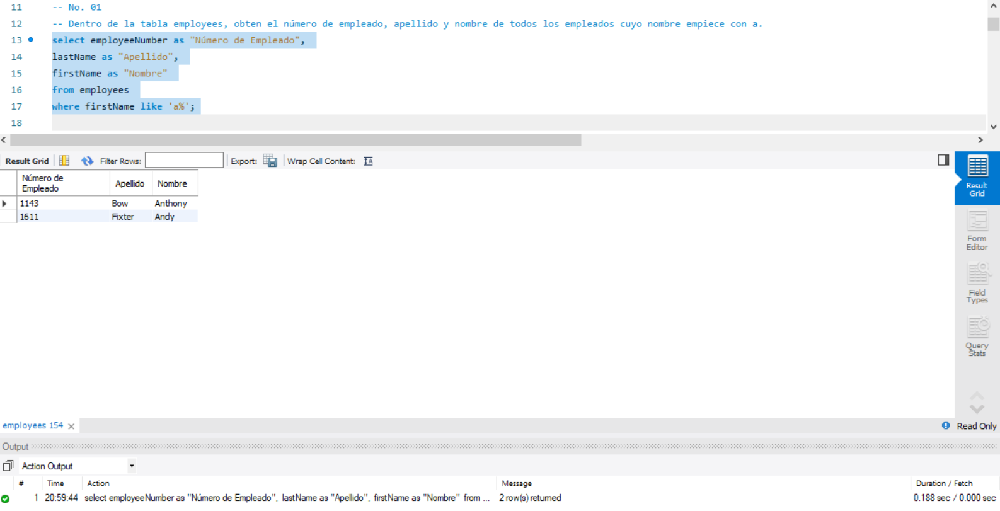 11 -- No. 01
12 -- Dentro de la tabla employees, obten el número de empleado, apellido y nombre de todos los empleados cuyo nombre empiece con a.
13 select employeeNumber as "Número de Empleado",
14 lastName as "Apellido",
15 firstName as "Nombre"
16 from employees
17 where firstName like 'a%';
18
Result Grid Filter Rows: Export: Wrap Cell Content: IA
Número de
Empleado Apellido Nombre
1143 Bow Anthony
1611 Fixter Andy
Result
Grid
Form
Editor
Field
Types
Query
Stats
employees 154 × Read Only
Output
Action Output
# Time Action Message Duration / Fetch
1 20:59:44 select employeeNumber as "Número de Empleado", lastName as "Apellido", firstName as "Nombre" from ... 2 row(s) returned 0.188 sec / 0.000 sec